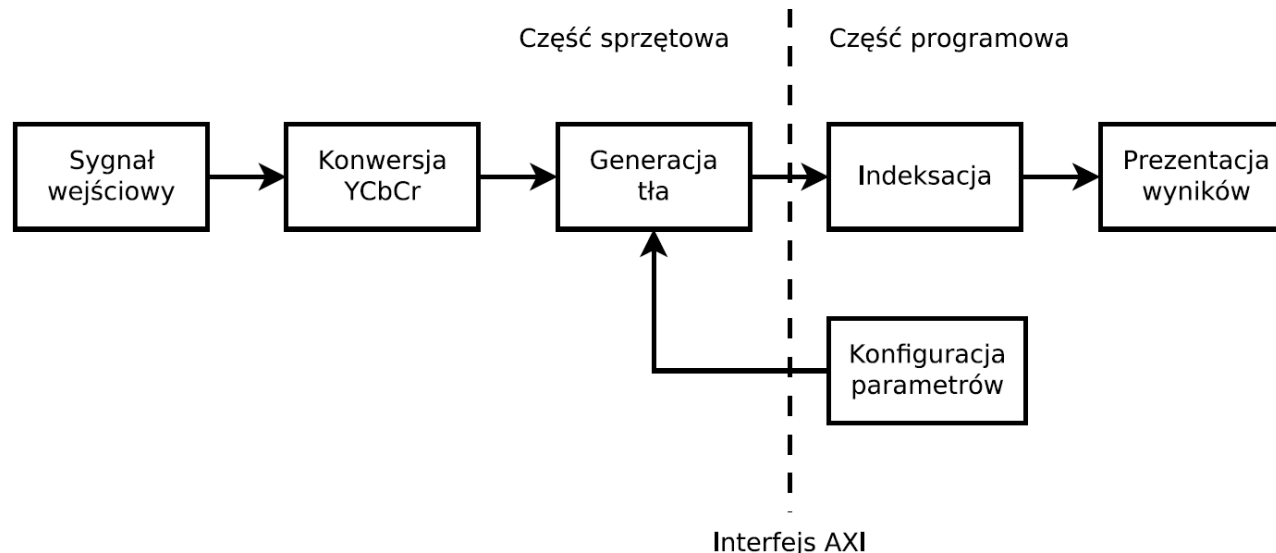 Część sprzętowa
Część programowa
Sygnał
wejściowy
Konwersja
YCbCr
Generacja
tła
Indeksacja
Prezentacja
wyników
Konfiguracja
parametrów
Interfejs AXI